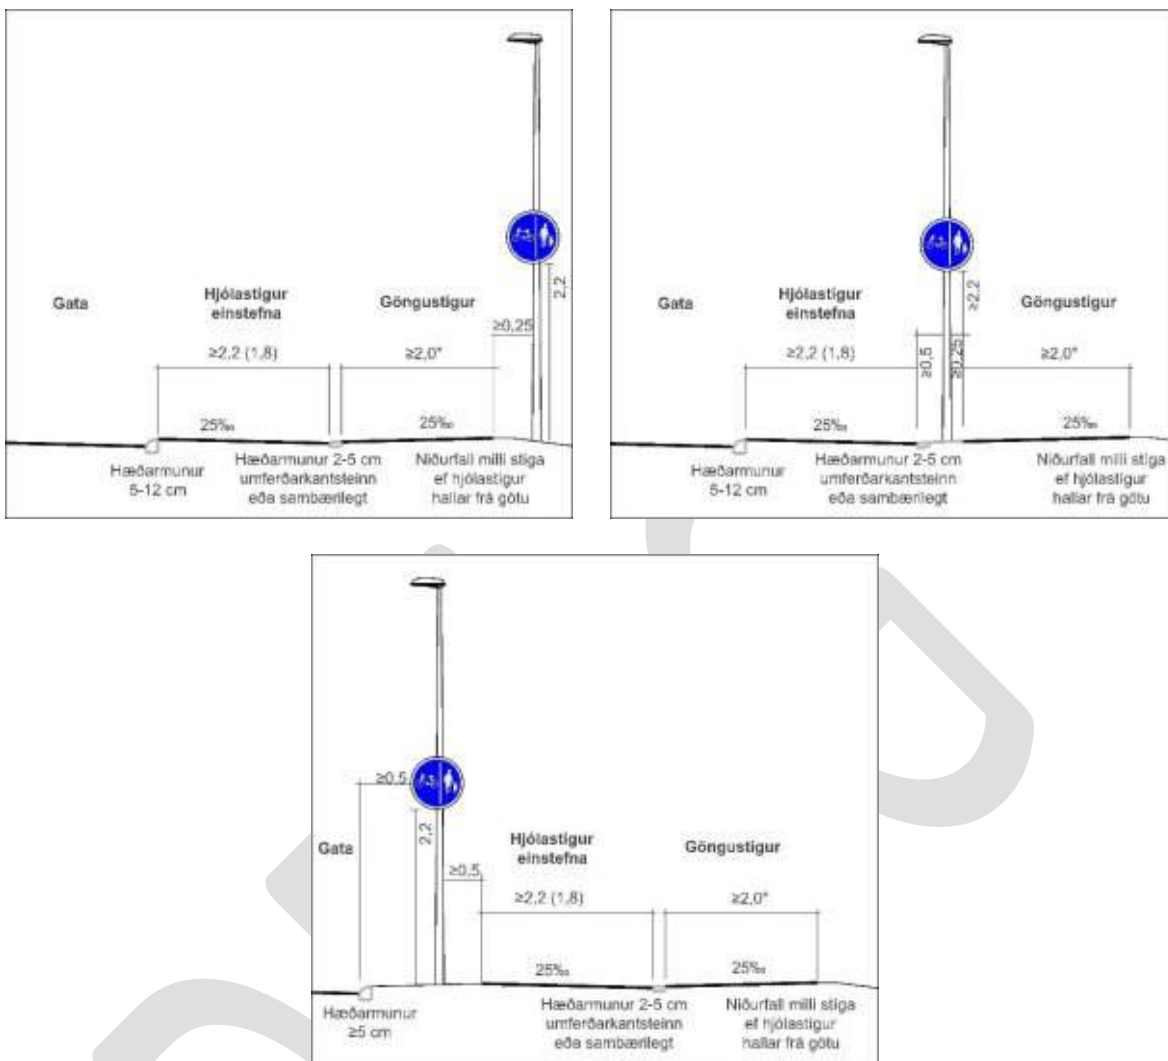 Gata
Hjólastígur
einstefna
Göngustígur
≥0,25
2,2
≥2,2 (1,8)
≥2,0*
25‰
25‰
Hæðarmunur
5-12 cm
Hæðarmunur 2-5 cm
umferðarkantsteinn
eða sambærilegt
Niðurfall milli stíga
ef hjólastígur
hallar frá götu
Gata
Hjólastígur
einstefna
Göngustígur
≥2,2
≥2,2 (1,8)
≥0,5
≥0,25
≥2,0*
25‰
25‰
Hæðarmunur
5-12 cm
Hæðarmunur 2-5 cm
umferðarkantsteinn
eða sambærilegt
Niðurfall milli stíga
ef hjólastígur
hallar frá götu
≥0,5
2,2
Gata
Hjólastígur
einstefna
Göngustígur
≥0,5
≥2,2 (1,8)
≥2,0*
25‰
25‰
Hæðarmunur
≥5 cm
Hæðarmunur 2-5 cm
umferðarkantsteinn
eða sambærilegt
Niðurfall milli stíga
ef hjólastígur
hallar frá götu